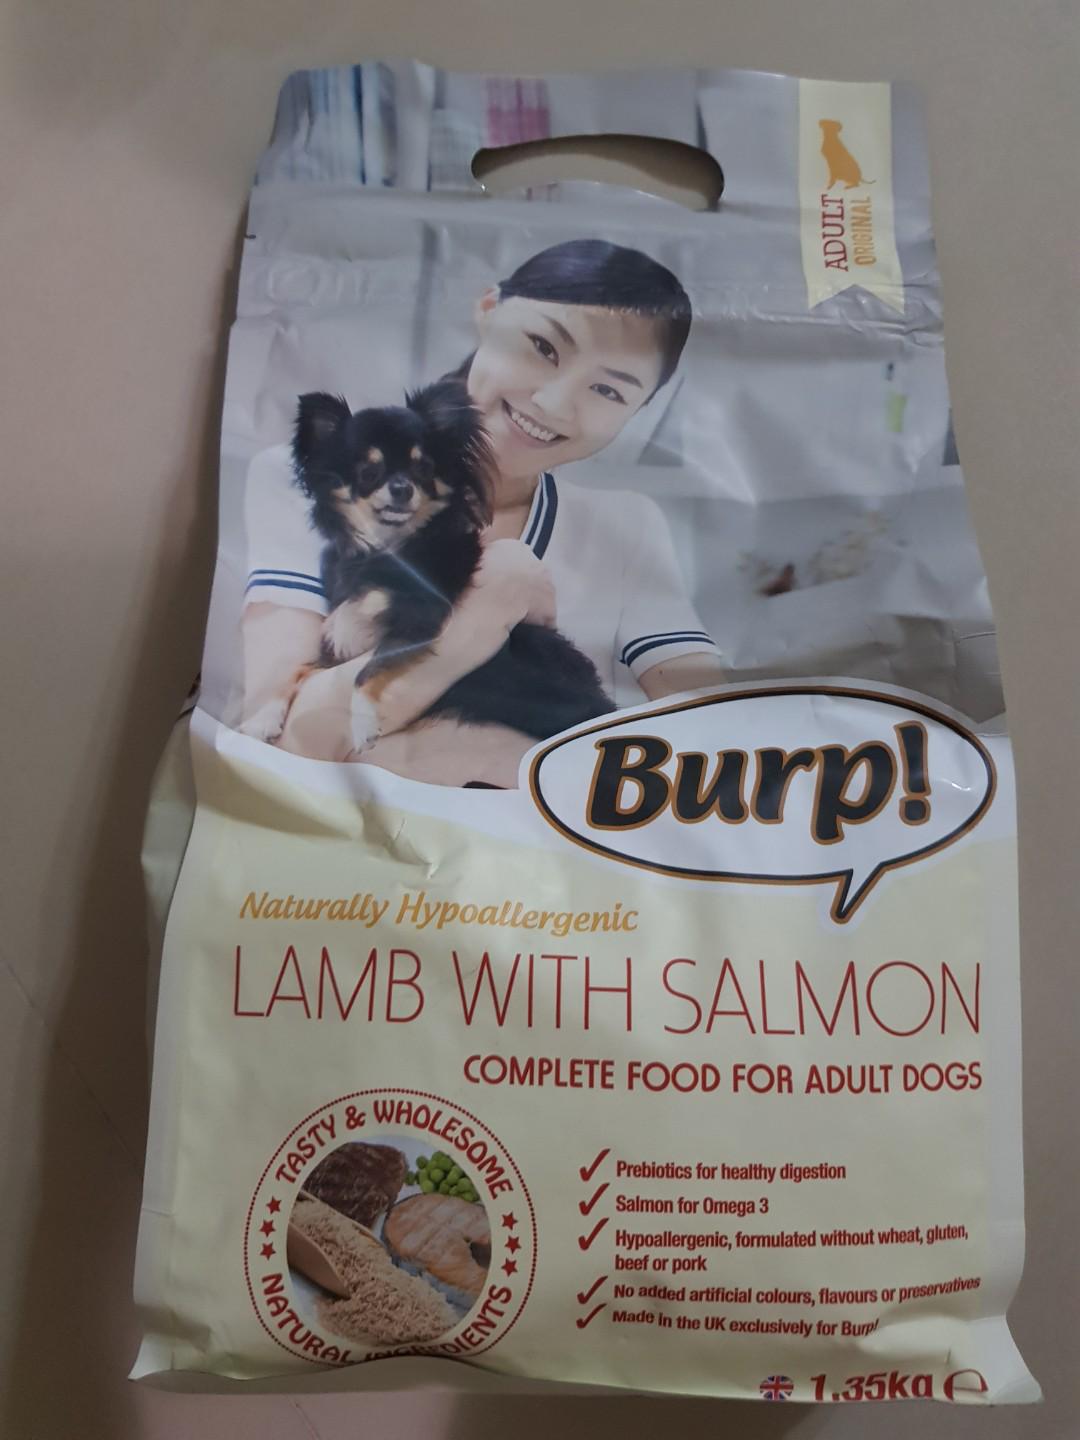 ADULT
ORIGINAL
Burp!
Naturally Hypoallergenic
LAMB WITH SALMON
COMPLETE FOOD FOR ADULT DOGS
TASTY & WHOLESOME
NATURAL INGREDIENTS
Prebiotics for healthy digestion
Salmon for Omega 3
Hypoallergenic, formulated without wheat, gluten,
beef or pork
No added artificial colours, flavours or preservatives
Made in the UK exclusively for Burp!
1.35kg e